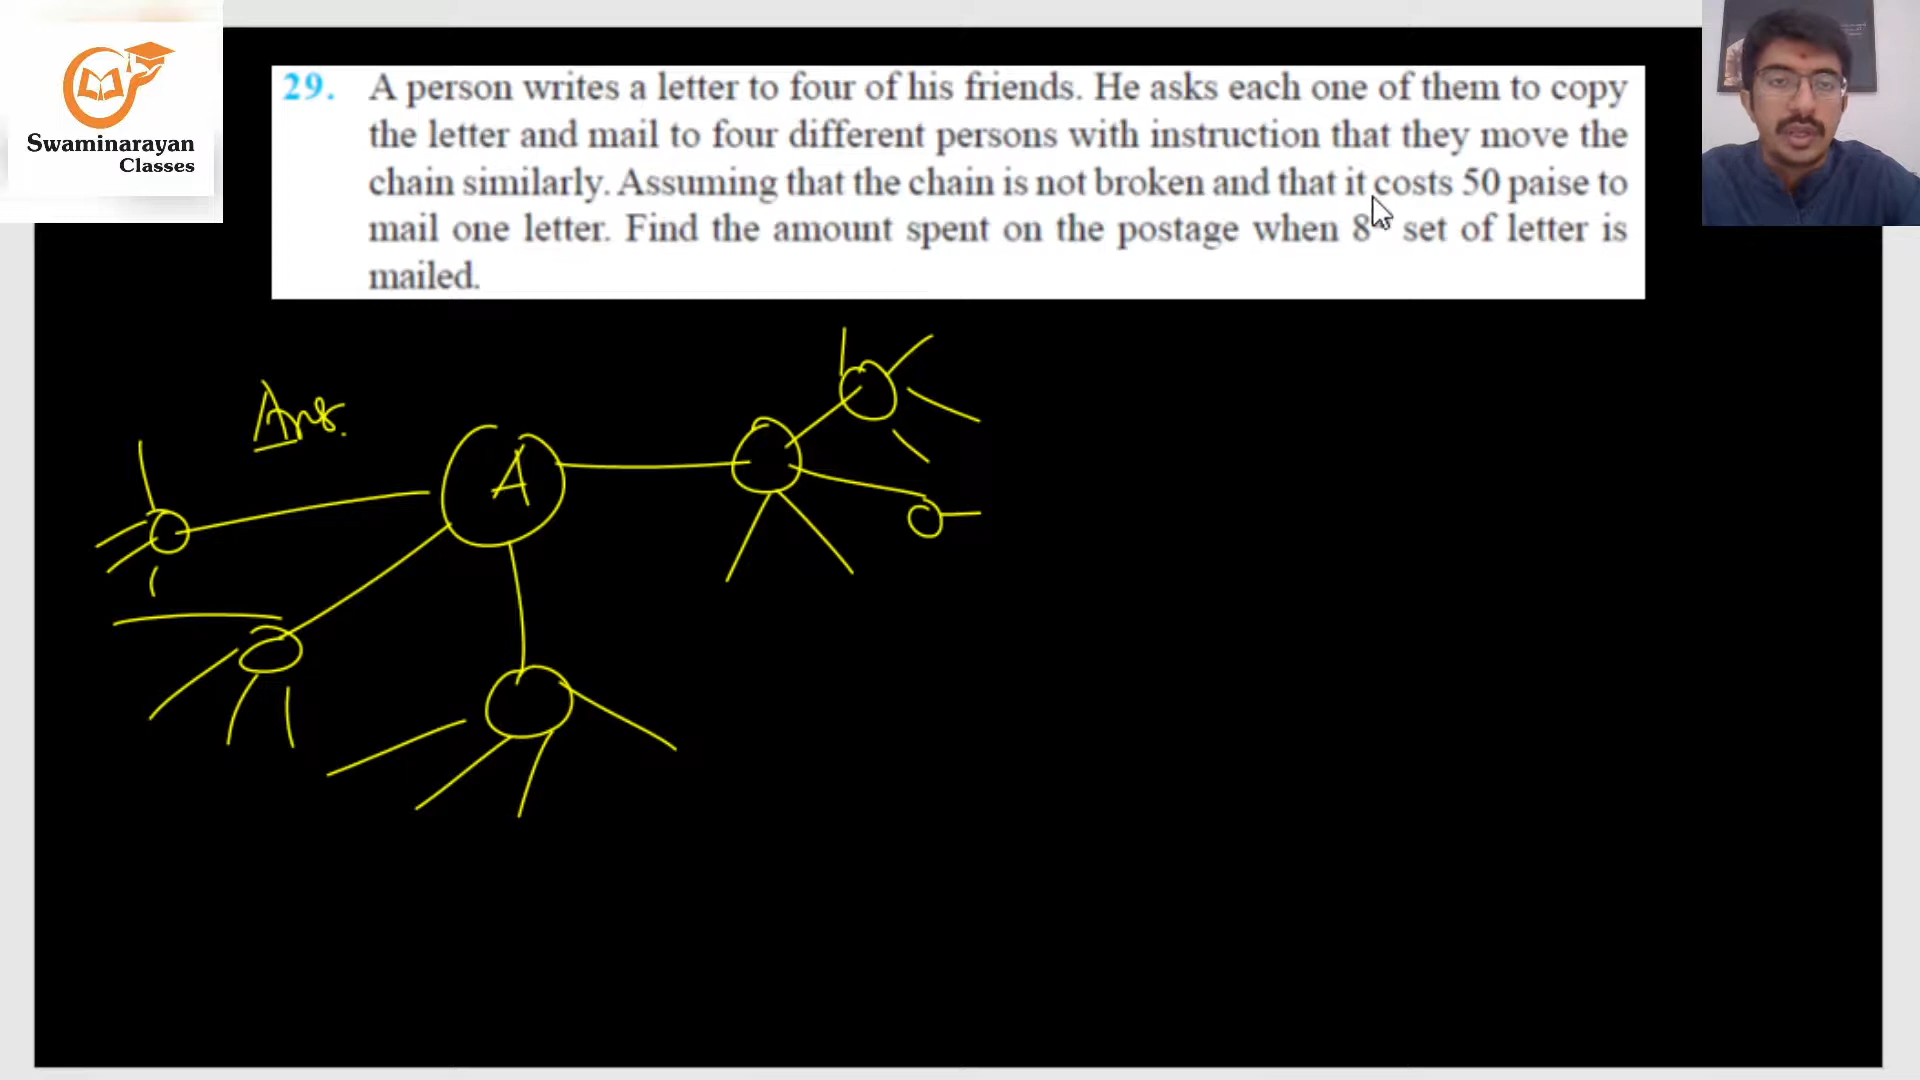 Swaminarayan
Classes
29. A person writes a letter to four of his friends. He asks each one of them to copy
the letter and mail to four different persons with instruction that they move the
chain similarly. Assuming that the chain is not broken and that it costs 50 paise to
mail one letter. Find the amount spent on the postage when 8 set of letter is
mailed.
Ans.
A